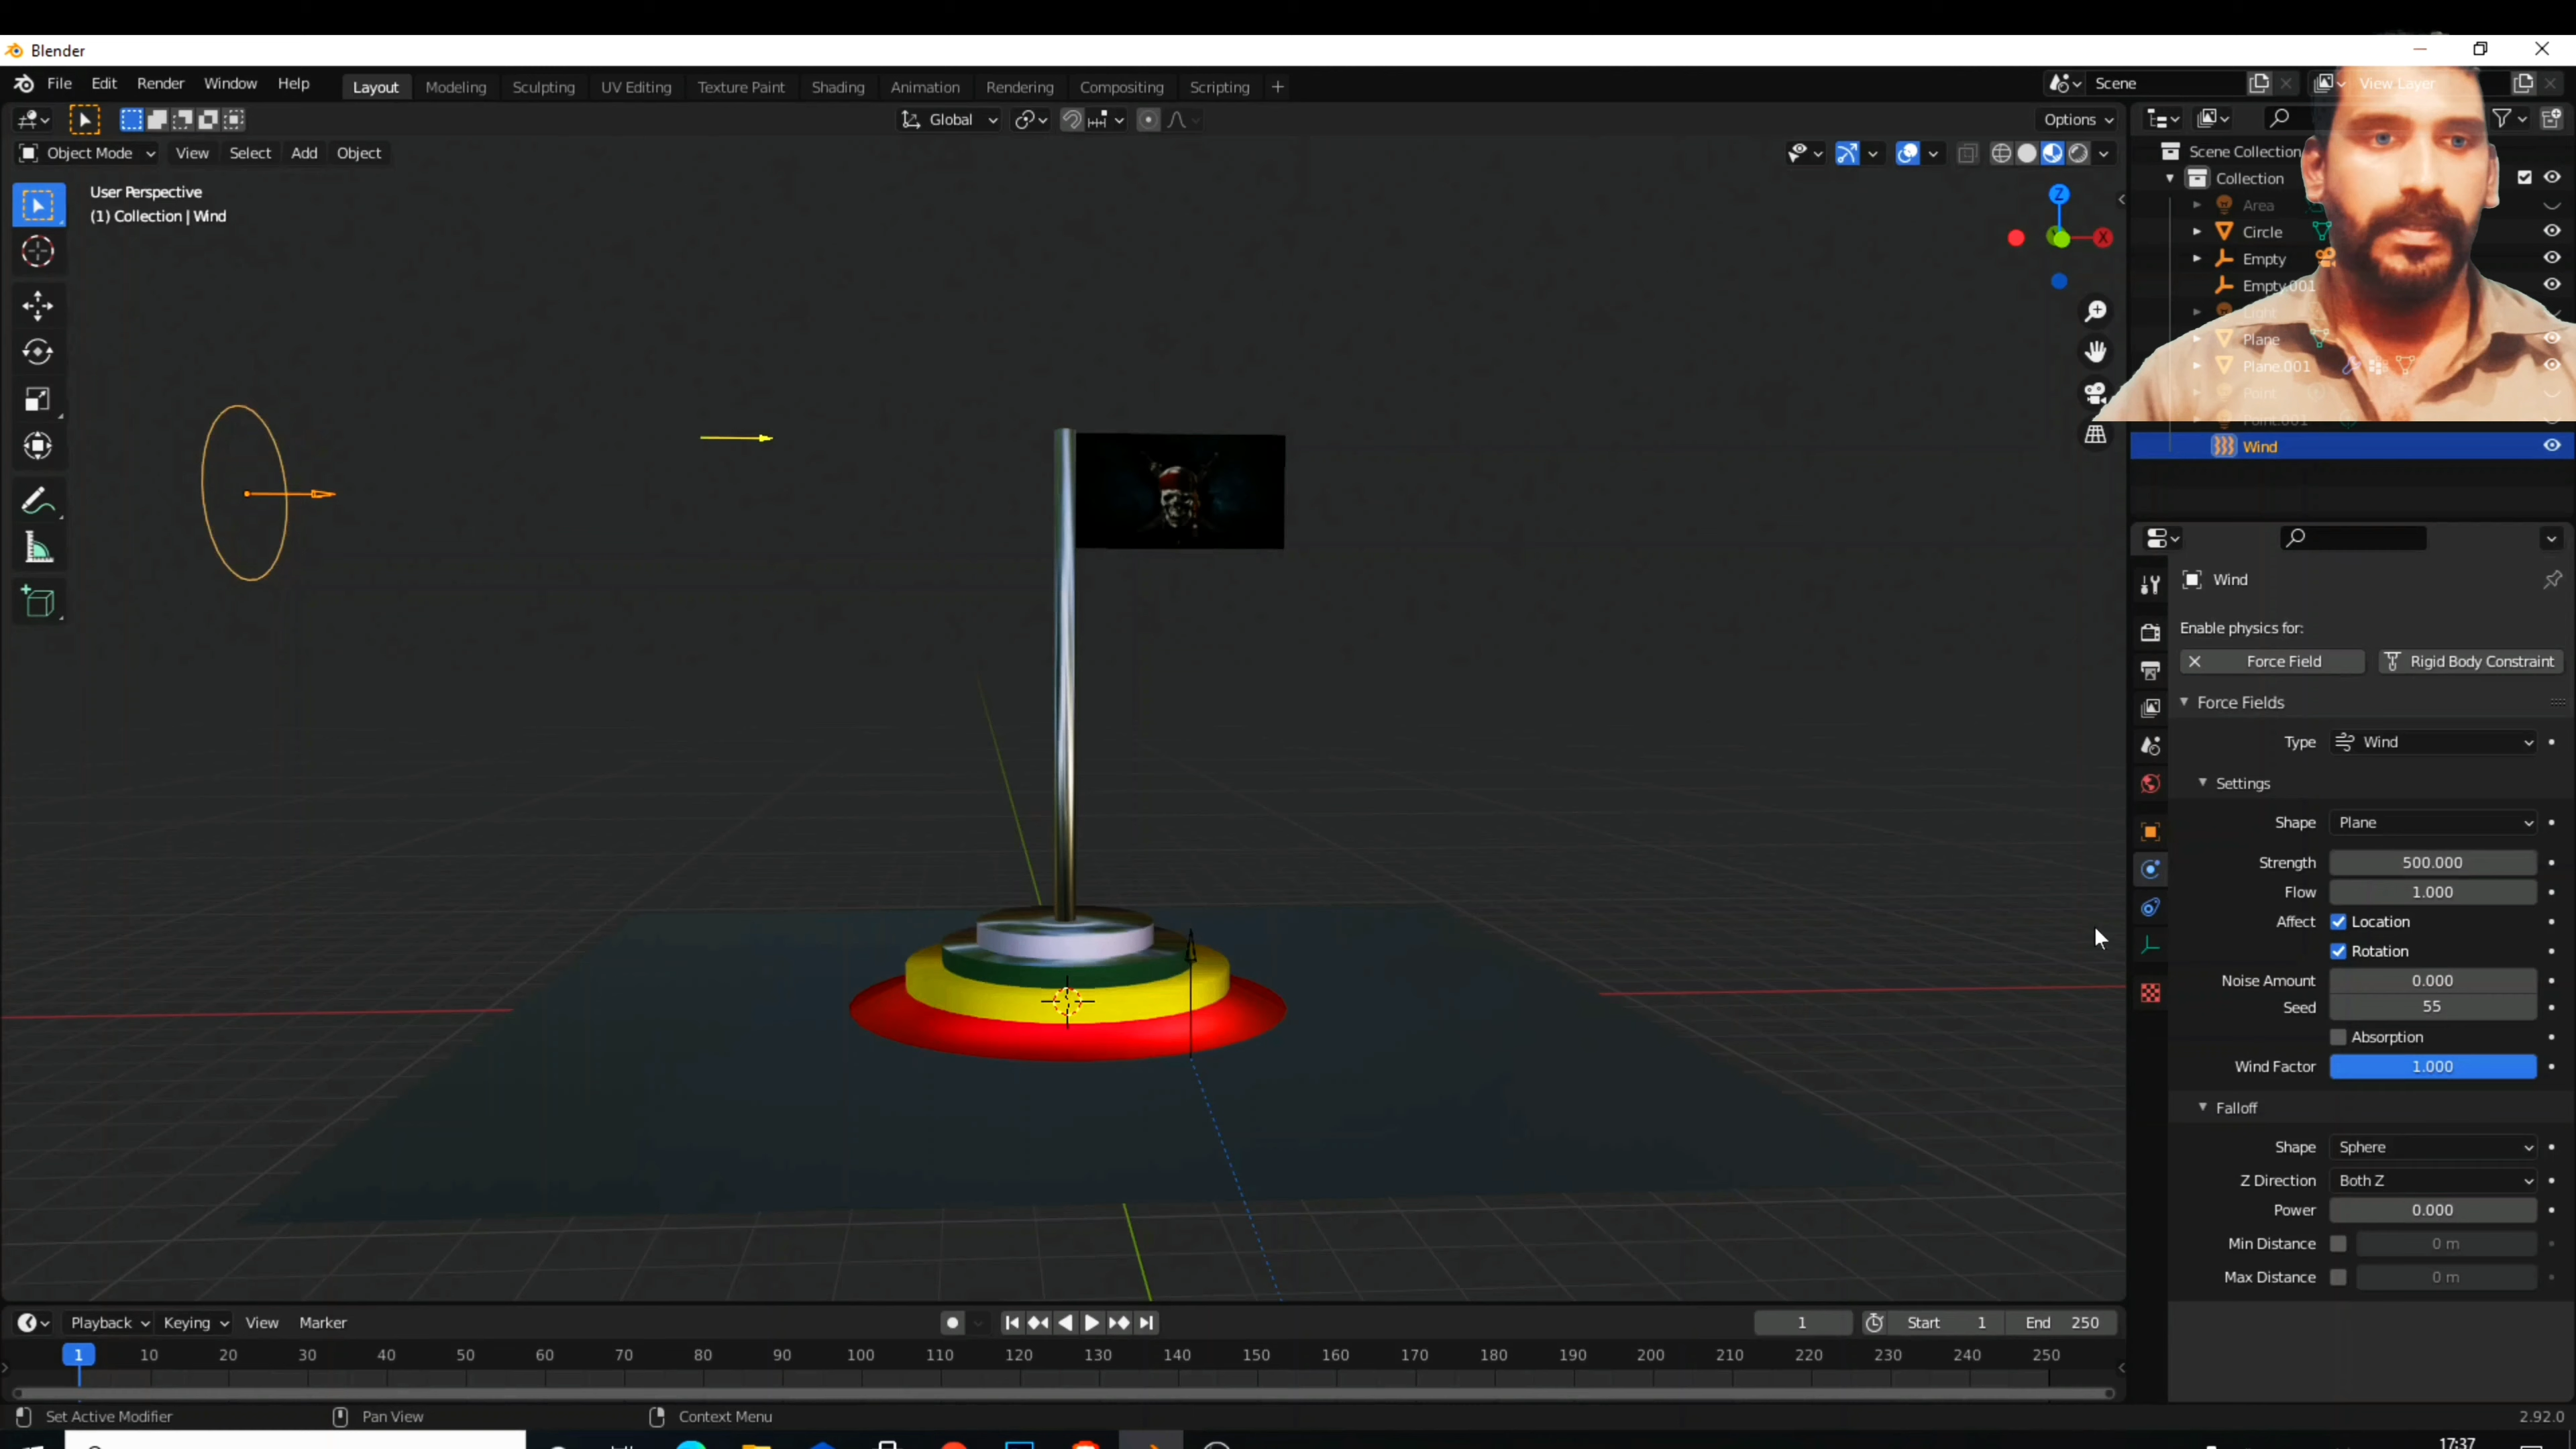 Blender
File Edit Render Window Help Layout Modeling Sculpting UV Editing Texture Paint Shading Animation Rendering Compositing Scripting + Scene View Layer
Global Options
Object Mode View Select Add Object
User Perspective
(1) Collection | Wind
Z
X
Scene Collection
Collection
Area
Circle
Empty
Empty.001
Light
Plane
Plane.001
Point
Point.001
Wind
Wind
Enable physics for:
Force Field Rigid Body Constraint
Force Fields
Type Wind
Settings
Shape Plane
Strength 500.000
Flow 1.000
Affect Location
Rotation
Noise Amount 0.000
Seed 55
Absorption
Wind Factor 1.000
Falloff
Shape Sphere
Z Direction Both Z
Power 0.000
Min Distance 0 m
Max Distance 0 m
Playback Keying View Marker 1 Start 1 End 250
1 10 20 30 40 50 60 70 80 90 100 110 120 130 140 150 160 170 180 190 200 210 220 230 240 250
Set Active Modifier Pan View Context Menu 2.92.0
17:37